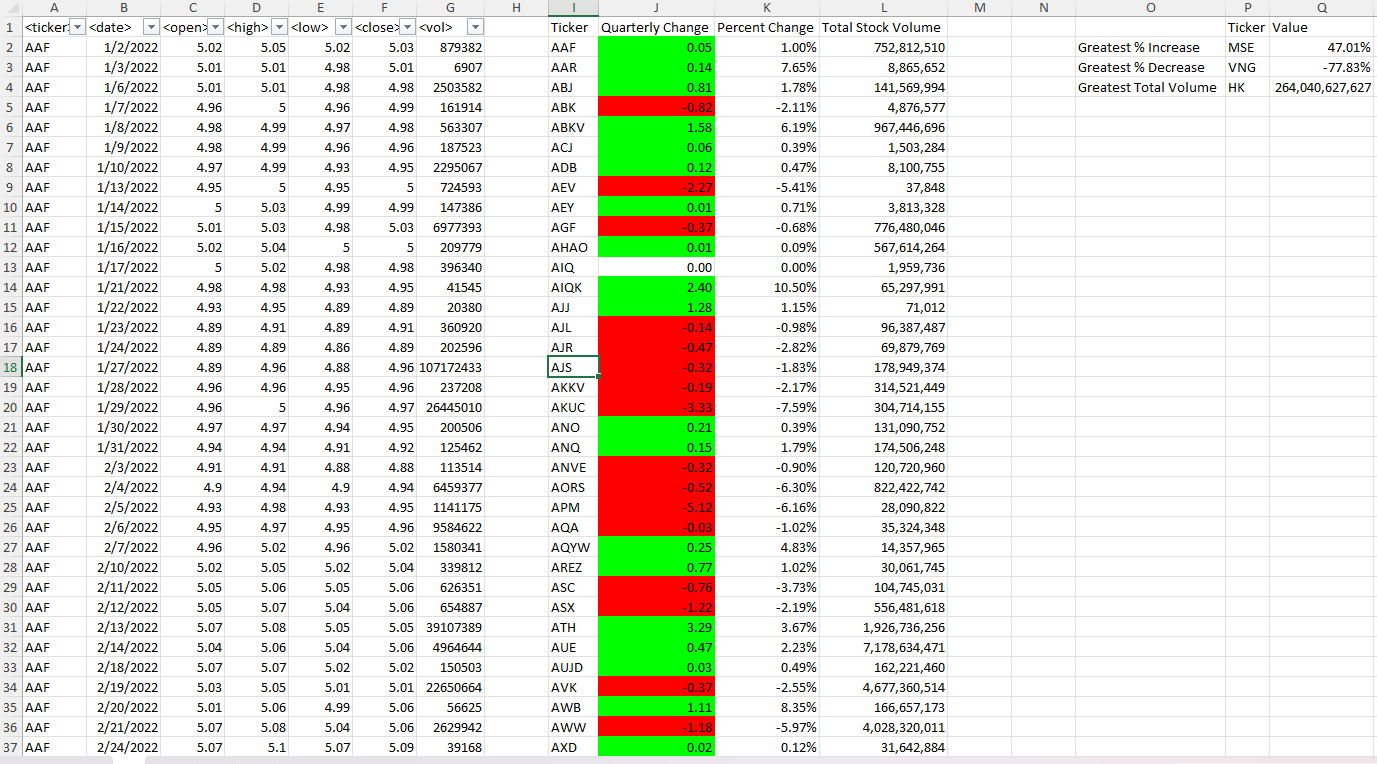 A B C D E F G H I J K L M N O P Q
1 <ticker> <date> <open> <high> <low> <close> <vol> Ticker Quarterly Change Percent Change Total Stock Volume Ticker Value
2 AAF 1/2/2022 5.02 5.05 5.02 5.03 879382 AAF 0.05 1.00% 752,812,510 Greatest % Increase MSE 47.01%
3 AAF 1/3/2022 5.01 5.01 4.98 5.01 6907 AAR 0.14 7.65% 8,865,652 Greatest % Decrease VNG -77.83%
4 AAF 1/6/2022 5.01 5.01 4.98 4.98 2503582 ABJ 0.81 1.78% 141,569,994 Greatest Total Volume HK 264,040,627,627
5 AAF 1/7/2022 4.96 5 4.96 4.99 161914 ABK -0.82 -2.11% 4,876,577
6 AAF 1/8/2022 4.98 4.99 4.97 4.98 563307 ABKV 1.58 6.19% 967,446,696
7 AAF 1/9/2022 4.98 4.99 4.96 4.96 187523 ACJ 0.06 0.39% 1,503,284
8 AAF 1/10/2022 4.97 4.99 4.93 4.95 2295067 ADB 0.12 0.47% 8,100,755
9 AAF 1/13/2022 4.95 5 4.95 5 724593 AEV -2.27 -5.41% 37,848
10 AAF 1/14/2022 5 5.03 4.99 4.99 147386 AEY 0.01 0.71% 3,813,328
11 AAF 1/15/2022 5.01 5.03 4.98 5.03 6977393 AGF -0.37 -0.68% 776,480,046
12 AAF 1/16/2022 5.02 5.04 5 5 209779 AHAO 0.01 0.09% 567,614,264
13 AAF 1/17/2022 5 5.02 4.98 4.98 396340 AIQ 0.00 0.00% 1,959,736
14 AAF 1/21/2022 4.98 4.98 4.93 4.95 41545 AIQK 2.40 10.50% 65,297,991
15 AAF 1/22/2022 4.93 4.95 4.89 4.89 20380 AJJ 1.28 1.15% 71,012
16 AAF 1/23/2022 4.89 4.91 4.89 4.91 360920 AJL -0.14 -0.98% 96,387,487
17 AAF 1/24/2022 4.89 4.89 4.86 4.89 202596 AJR -0.47 -2.82% 69,879,769
18 AAF 1/27/2022 4.89 4.96 4.88 4.96 107172433 AJS -0.32 -1.83% 178,949,374
19 AAF 1/28/2022 4.96 4.96 4.95 4.96 237208 AKKV -0.19 -2.17% 314,521,449
20 AAF 1/29/2022 4.96 5 4.96 4.97 26445010 AKUC -3.33 -7.59% 304,714,155
21 AAF 1/30/2022 4.97 4.97 4.94 4.95 200506 ANO 0.21 0.39% 131,090,752
22 AAF 1/31/2022 4.94 4.94 4.91 4.92 125462 ANQ 0.15 1.79% 174,506,248
23 AAF 2/3/2022 4.91 4.91 4.88 4.88 113514 ANVE -0.32 -0.90% 120,720,960
24 AAF 2/4/2022 4.9 4.94 4.9 4.94 6459377 AORS -0.52 -6.30% 822,422,742
25 AAF 2/5/2022 4.93 4.98 4.93 4.95 1141175 APM -5.12 -6.16% 28,090,822
26 AAF 2/6/2022 4.95 4.97 4.95 4.96 9584622 AQA -0.03 -1.02% 35,324,348
27 AAF 2/7/2022 4.96 5.02 4.96 5.02 1580341 AQYW 0.25 4.83% 14,357,965
28 AAF 2/10/2022 5.02 5.05 5.02 5.04 339812 AREZ 0.77 1.02% 30,061,745
29 AAF 2/11/2022 5.05 5.06 5.05 5.06 626351 ASC -0.76 -3.73% 104,745,031
30 AAF 2/12/2022 5.05 5.07 5.04 5.06 654887 ASX -1.22 -2.19% 556,481,618
31 AAF 2/13/2022 5.07 5.08 5.05 5.05 39107389 ATH 3.29 3.67% 1,926,736,256
32 AAF 2/14/2022 5.04 5.06 5.04 5.06 4964644 AUE 0.47 2.23% 7,178,634,471
33 AAF 2/18/2022 5.07 5.07 5.02 5.02 150503 AUJD 0.03 0.49% 162,221,460
34 AAF 2/19/2022 5.03 5.05 5.01 5.01 22650664 AVK -0.37 -2.55% 4,677,360,514
35 AAF 2/20/2022 5.01 5.06 4.99 5.06 56625 AWB 1.11 8.35% 166,657,173
36 AAF 2/21/2022 5.07 5.08 5.04 5.06 2629942 AWW -1.18 -5.97% 4,028,320,011
37 AAF 2/24/2022 5.07 5.1 5.07 5.09 39168 AXD 0.02 0.12% 31,642,884